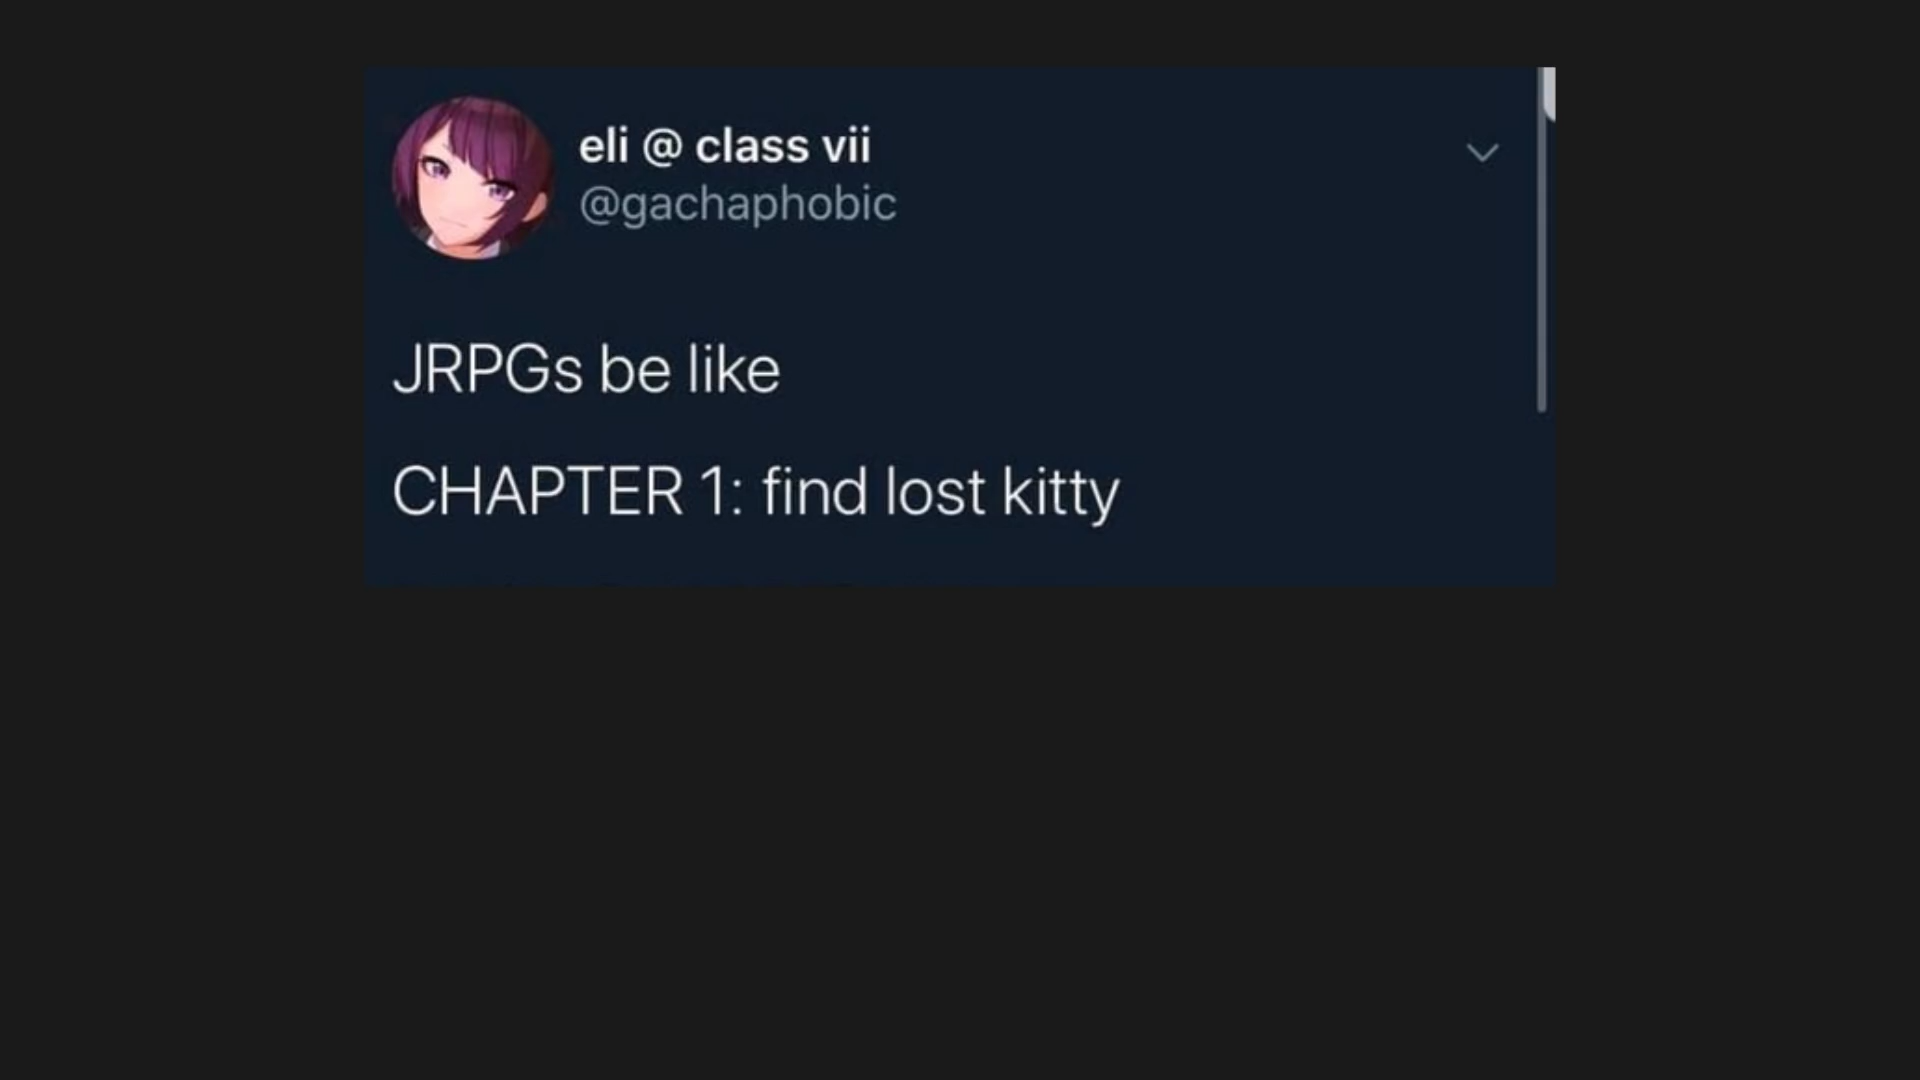 eli @ class vii
@gachaphobic
JRPGs be like
CHAPTER 1: find lost kitty